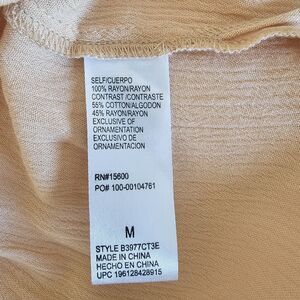 SELF/CUERPO
100% RAYON/RAYON
CONTRAST /CONTRASTE
55% COTTON/ALGODON
45% RAYON/RAYON
EXCLUSIVE OF
ORNAMENTATION
EXCLUSIVO DE
ORNAMENTACION
RN#15600
PO# 100-00104761
M
STYLE B3977CT3E
MADE IN CHINA
HECHO EN CHINA
UPC 196128428915